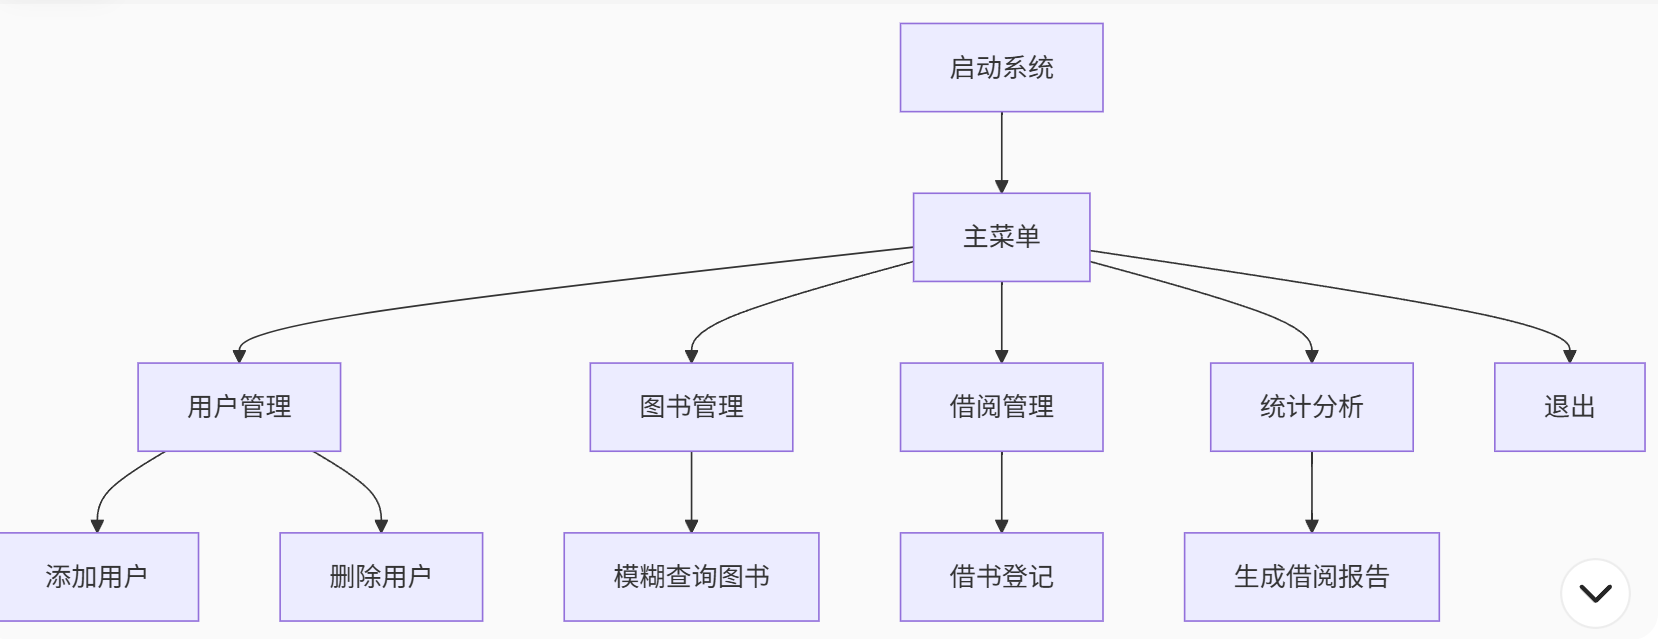 启动系统
主菜单
用户管理
图书管理
借阅管理
统计分析
退出
添加用户
删除用户
模糊查询图书
借书登记
生成借阅报告